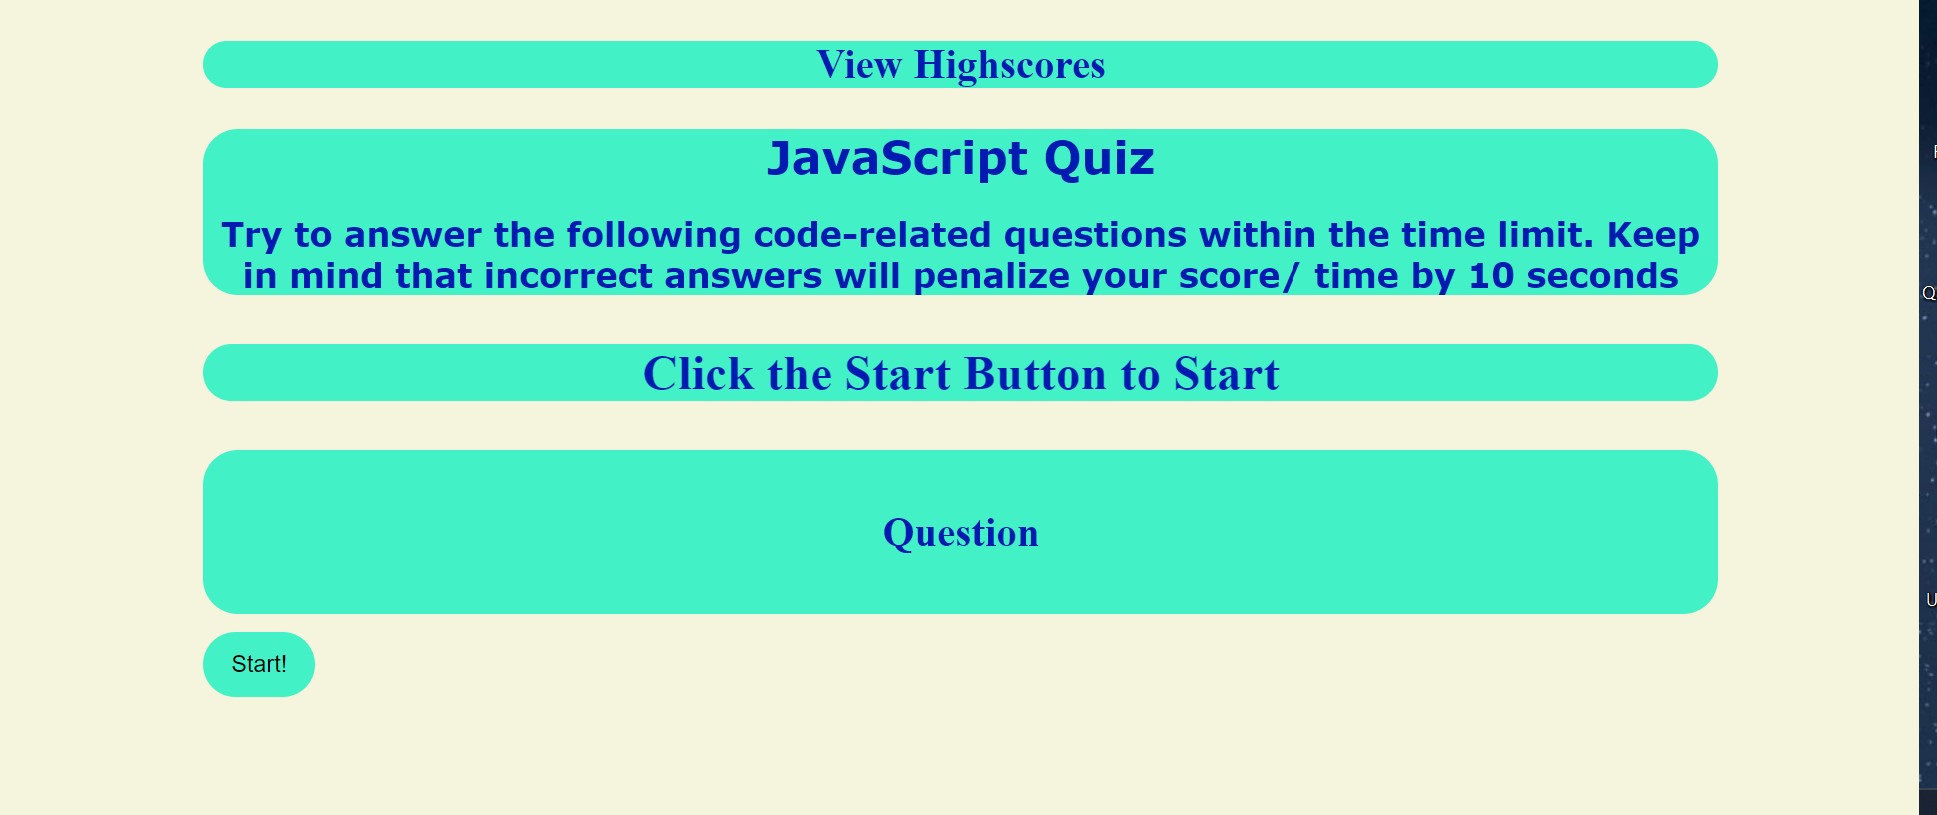 View Highscores
JavaScript Quiz
Try to answer the following code-related questions within the time limit. Keep
in mind that incorrect answers will penalize your score/ time by 10 seconds
Click the Start Button to Start
Question
Start!